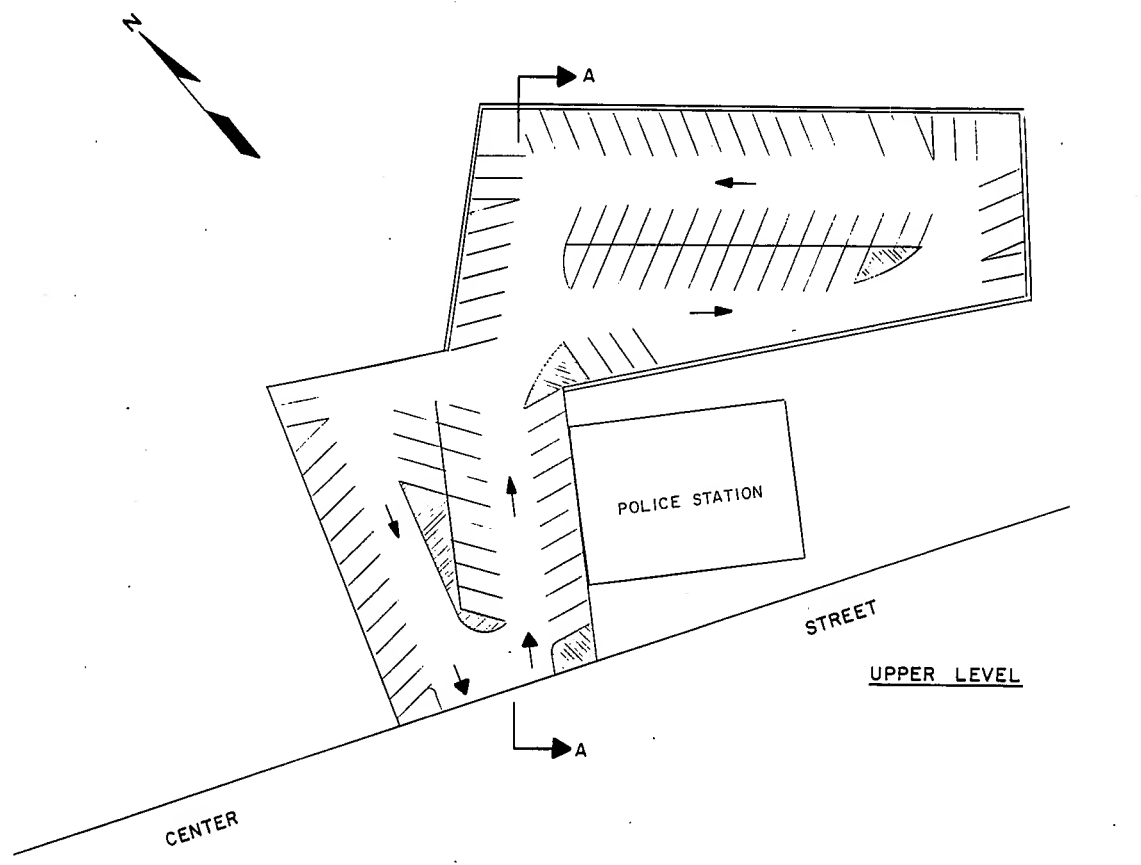 N
A
POLICE STATION
STREET
UPPER LEVEL
A
CENTER